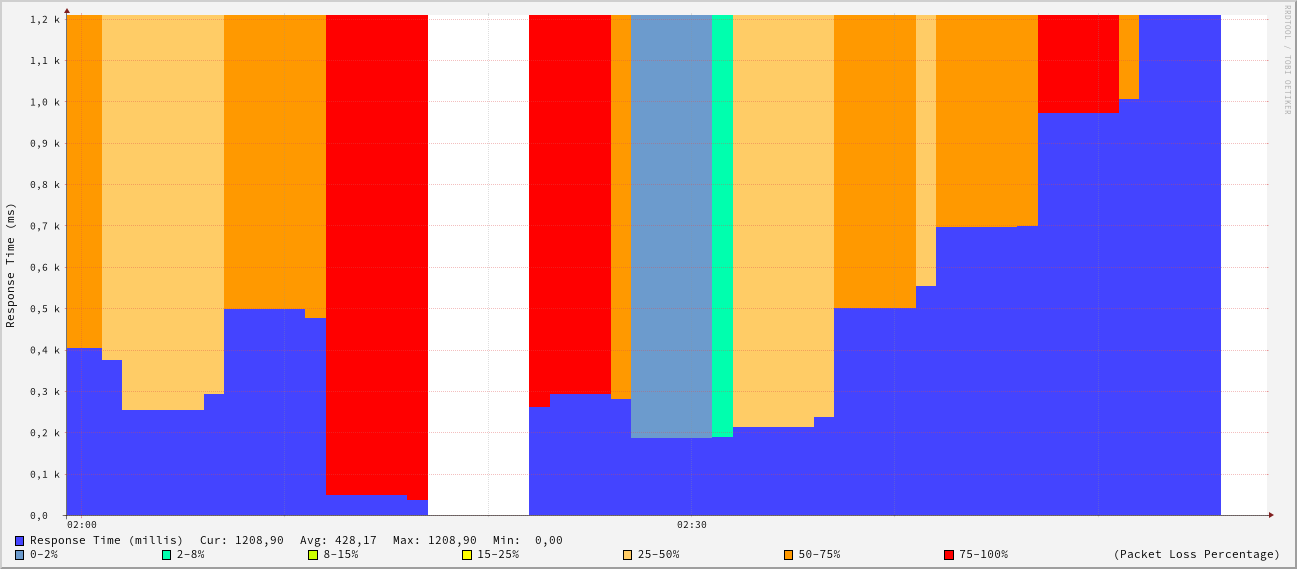 RRDTOOL / TOBI OETIKER
Response Time (ms)
1,2 k
1,1 k
1,0 k
0,9 k
0,8 k
0,7 k
0,6 k
0,5 k
0,4 k
0,3 k
0,2 k
0,1 k
0,0
02:00 02:30
Response Time (millis) Cur: 1208,90 Avg: 428,17 Max: 1208,90 Min: 0,00
0-2% 2-8% 8-15% 15-25% 25-50% 50-75% 75-100% (Packet Loss Percentage)